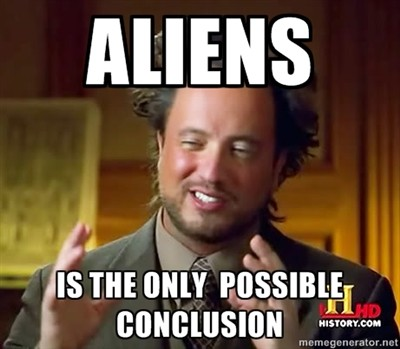 ALIENS
IS THE ONLY POSSIBLE
CONCLUSION
H HD
HISTORY.COM
memegenerator.net